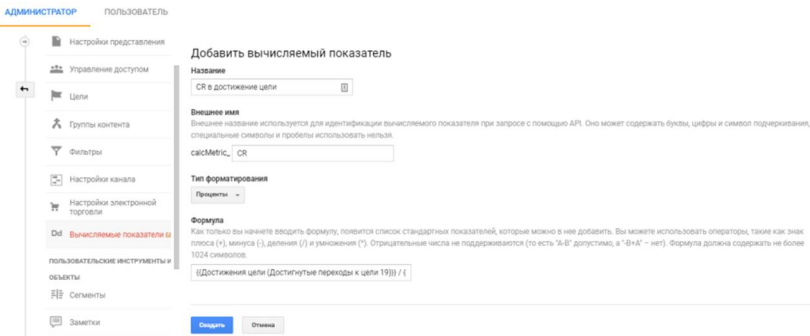 АДМИНИСТРАТОР ПОЛЬЗОВАТЕЛЬ
Настройки представления
Управление доступом
Цели
Группы контента
Фильтры
Настройки канала
Настройки электронной
торговли
Dd Вычисляемые показатели
ПОЛЬЗОВАТЕЛЬСКИЕ ИНСТРУМЕНТЫ И
ОБЪЕКТЫ
Сегменты
Заметки
Добавить вычисляемый показатель
Название
CR в достижение цели
Внешнее имя
Внешнее название используется для идентификации вычисляемого показателя при запросе с помощью API. Оно может содержать буквы, цифры и символ подчеркивания,
специальные символы и пробелы использовать нельзя.
calcMetric_ CR
Тип форматирования
Проценты
Формула
Как только вы начнете вводить формулу, появится список стандартных показателей, которые можно в нее добавить. Вы можете использовать операторы, такие как знак
плюса (+), минуса (-), деления (/) и умножения (*). Отрицательные числа не поддерживаются (то есть "A-B" допустимо, а "-B+A" – нет). Формула должна содержать не более
1024 символов.
{{Достижения цели (Достигнутые переходы к цели 19)}} / {
Создать Отмена